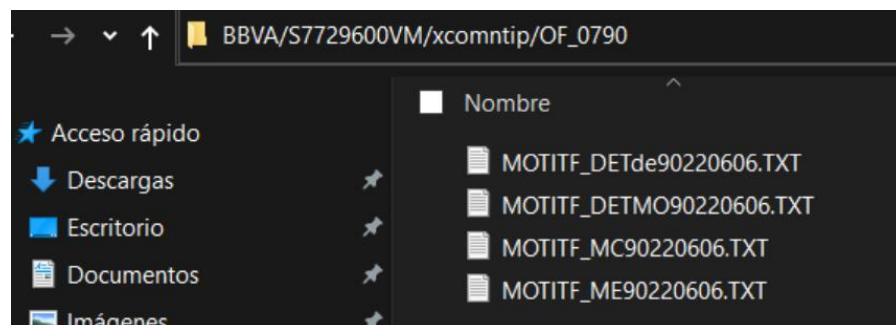 BBVA/S7729600VM/xcomntip/OF_0790
Nombre
Acceso rápido
Descargas
Escritorio
Documentos
Imágenes
MOTITF_DETde90220606.TXT
MOTITF_DETMO90220606.TXT
MOTITF_MC90220606.TXT
MOTITF_ME90220606.TXT